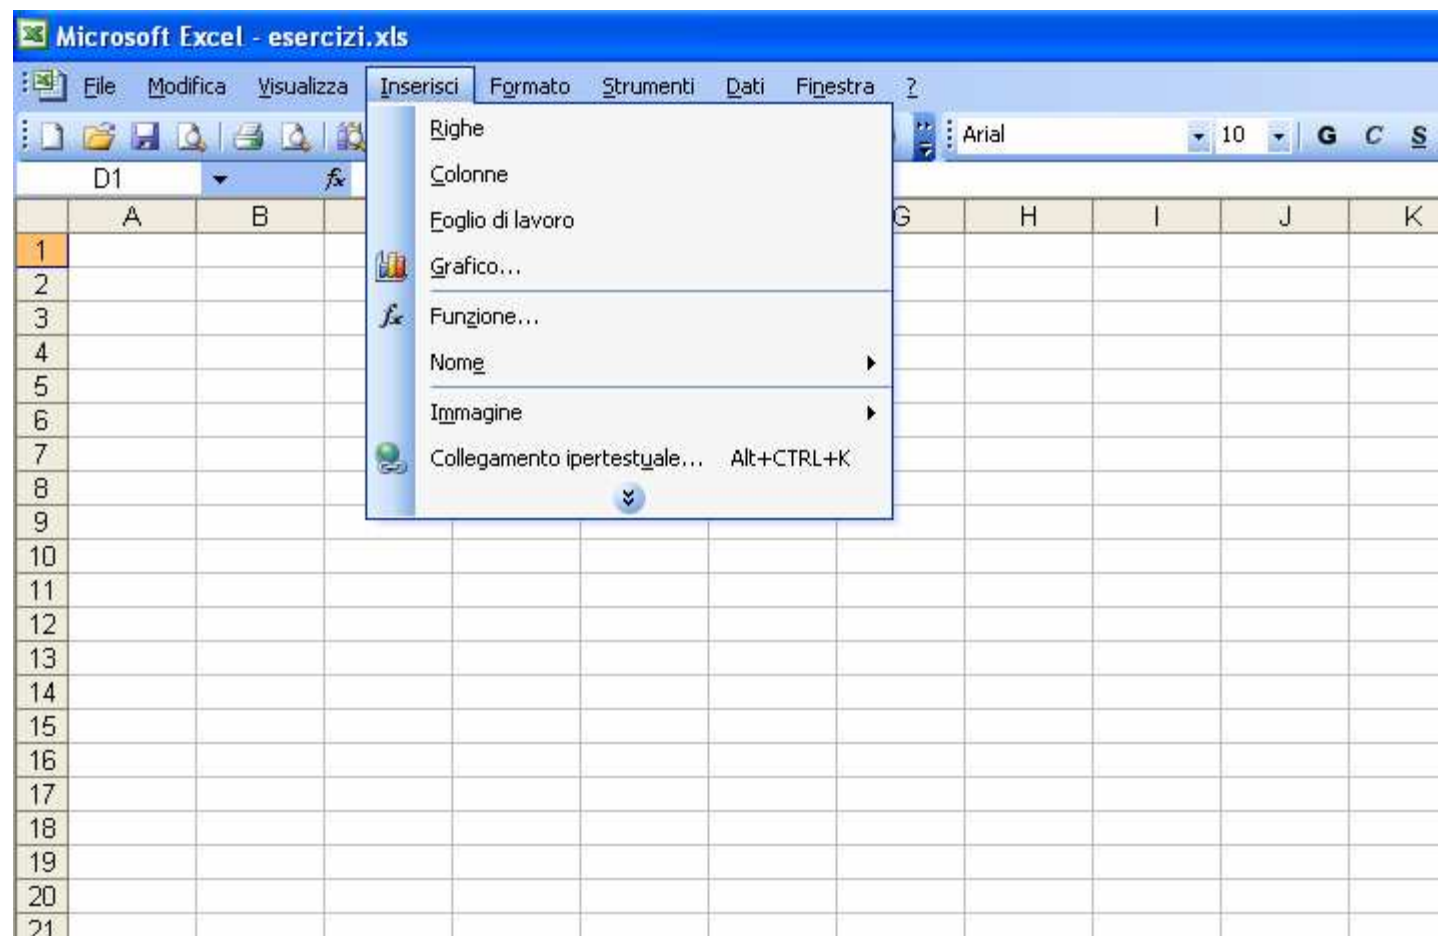 Microsoft Excel - esercizi.xls
File Modifica Visualizza Inserisci Formato Strumenti Dati Finestra ?
Arial 10 G C S
D1 fx
A B G H I J K
Righe
Colonne
Foglio di lavoro
Grafico...
fx Funzione...
Nome
Immagine
Collegamento ipertestuale... Alt+CTRL+K
1
2
3
4
5
6
7
8
9
10
11
12
13
14
15
16
17
18
19
20
21